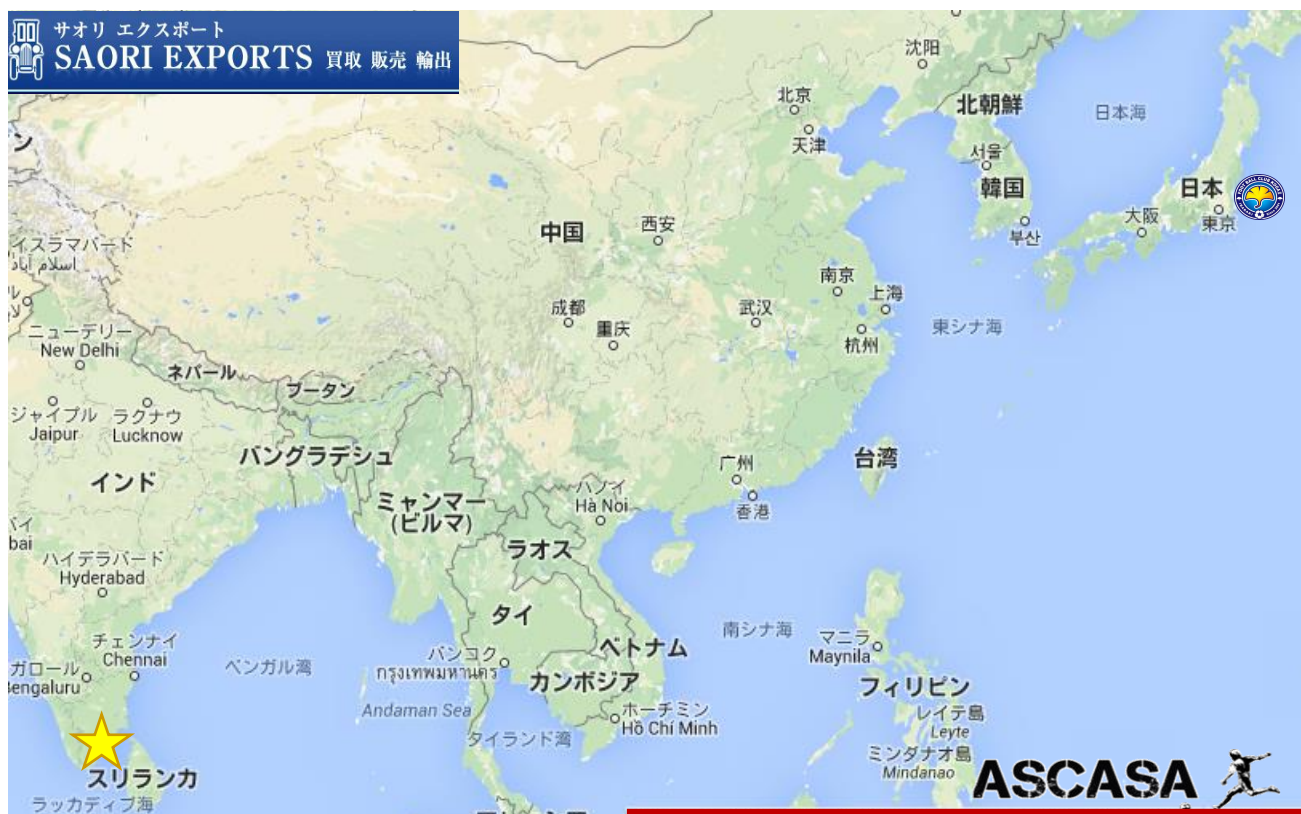 サオリ エクスポート
SAORI EXPORTS 買取 販売 輸出
沈阳
北京
天津
北朝鮮
日本海
ン
서울
韓国
부산
日本
大阪
東京
中国
西安
イスラマバード
اسلام آباد
南京
上海
成都
重庆
武汉
杭州
東シナ海
ニューデリー
New Delhi
ネパール
ブータン
ジャイプル
Jaipur
ラクナウ
Lucknow
バングラデシュ
インド
广州
香港
台湾
ミャンマー
(ビルマ)
ハノイ
Hà Nội
バイ
bai
ハイデラバード
Hyderabad
ラオス
タイ
南シナ海
マニラ
Maynila
チェンナイ
Chennai
ガロール
Bengaluru
ベンガル湾
バンコク
กรุงเทพมหานคร
ベトナム
カンボジア
フィリピン
Andaman Sea
ホーチミン
Hồ Chí Minh
レイテ島
Leyte
タイランド湾
ミンダナオ島
Mindanao
スリランカ
ラッカディブ海
ASCASA